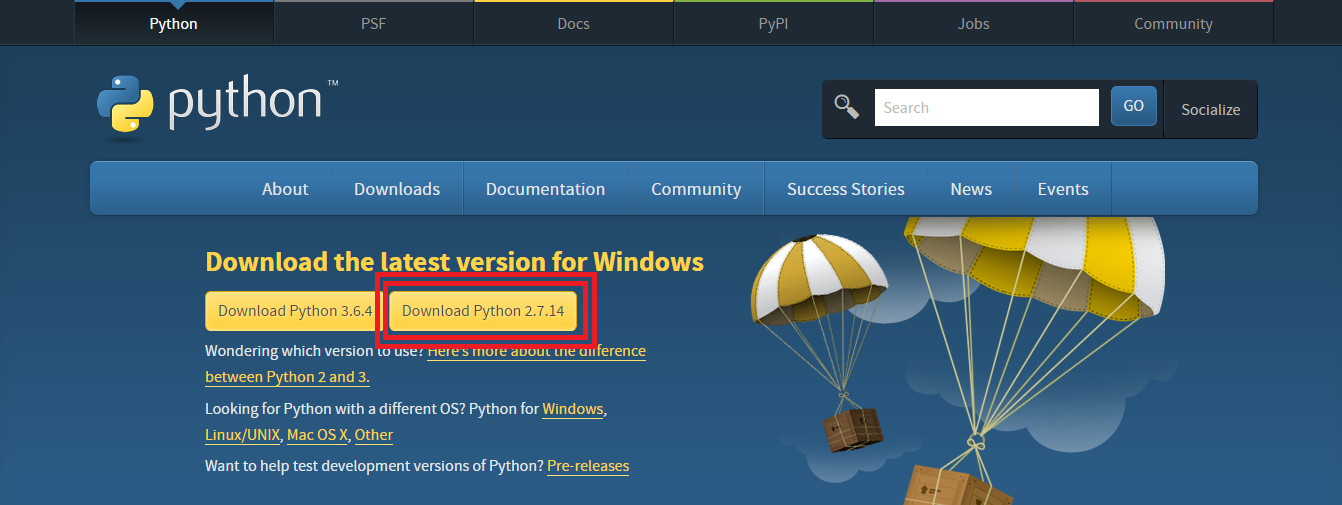 Python PSF Docs PyPI Jobs Community
python™
Search GO Socialize
About Downloads Documentation Community Success Stories News Events
Download the latest version for Windows
Download Python 3.6.4 Download Python 2.7.14
Wondering which version to use? Here's more about the difference
between Python 2 and 3.
Looking for Python with a different OS? Python for Windows,
Linux/UNIX, Mac OS X, Other
Want to help test development versions of Python? Pre-releases